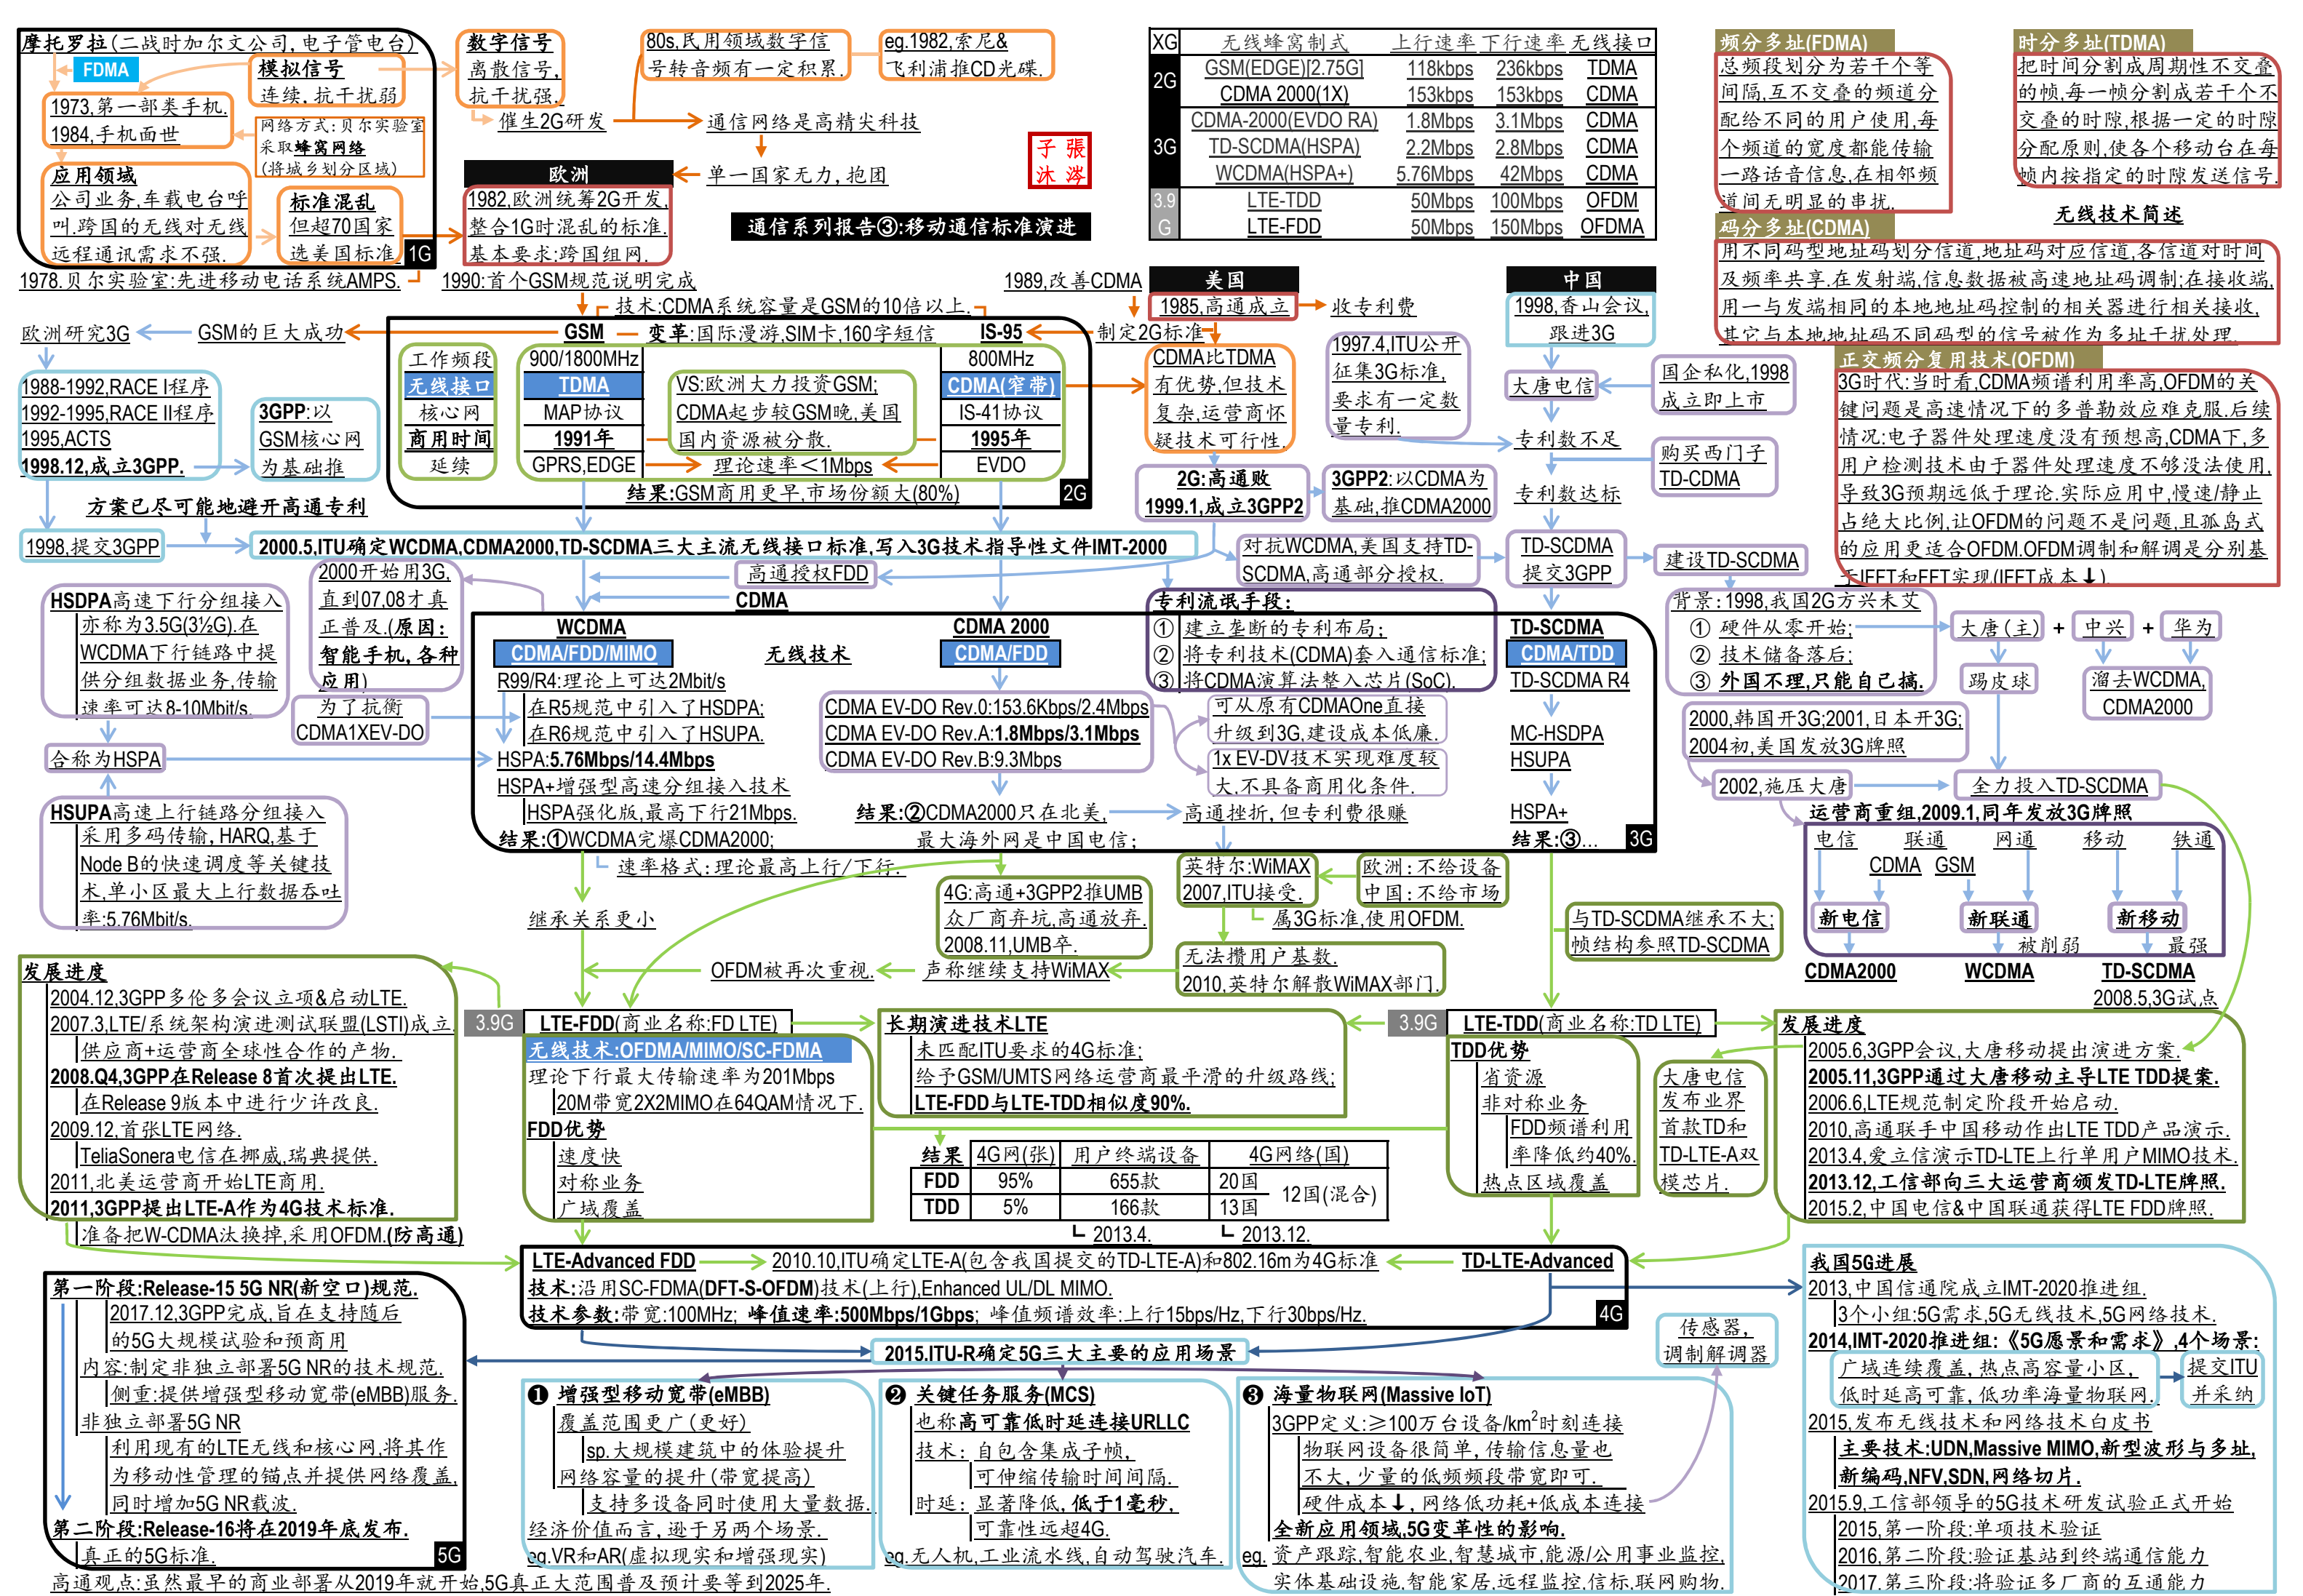 摩托罗拉(二战时加尔文公司,电子管电台)
FDMA
模拟信号
连续,抗干扰弱
1973,第一部类手机.
1984,手机面世
网络方式:贝尔实验室
采取蜂窝网络
(将城乡划分区域)
应用领域
公司业务,车载电台呼
叫.跨国的无线对无线
远程通讯需求不强.
标准混乱
但超70国家
选美国标准
1G
1978.贝尔实验室:先进移动电话系统AMPS.
数字信号
离散信号,
抗干扰强.
80s,民用领域数字信
号转音频有一定积累.
eg.1982,索尼&
飞利浦推CD光碟.
催生2G研发
通信网络是高精尖科技
单一国家无力,抱团
欧洲
1982,欧洲统筹2G开发,
整合1G时混乱的标准.
基本要求:跨国组网.
1990:首个GSM规范说明完成
子 張
沐 涔
通信系列报告③:移动通信标准演进
XG 无线蜂窝制式 上行速率 下行速率 无线接口
2G
GSM(EDGE)[2.75G] 118kbps 236kbps TDMA
CDMA 2000(1X) 153kbps 153kbps CDMA
3G
CDMA-2000(EVDO RA) 1.8Mbps 3.1Mbps CDMA
TD-SCDMA(HSPA) 2.2Mbps 2.8Mbps CDMA
WCDMA(HSPA+) 5.76Mbps 42Mbps CDMA
3.9
G
LTE-TDD 50Mbps 100Mbps OFDM
LTE-FDD 50Mbps 150Mbps OFDMA
频分多址(FDMA)
总频段划分为若干个等
间隔,互不交叠的频道分
配给不同的用户使用,每
个频道的宽度都能传输
一路话音信息,在相邻频
道间无明显的串扰.
时分多址(TDMA)
把时间分割成周期性不交叠
的帧,每一帧分割成若干个不
交叠的时隙,根据一定的时隙
分配原则,使各个移动台在每
帧内按指定的时隙发送信号.
无线技术简述
码分多址(CDMA)
用不同码型地址码划分信道,地址码对应信道,各信道对时间
及频率共享.在发射端,信息数据被高速地址码调制;在接收端,
用一与发端相同的本地地址码控制的相关器进行相关接收,
其它与本地地址码不同码型的信号被作为多址干扰处理.
正交频分复用技术(OFDM)
3G时代:当时看,CDMA频谱利用率高,OFDM的关
键问题是高速情况下的多普勒效应难克服.后续
情况:电子器件处理速度没有预想高,CDMA下,多
用户检测技术由于器件处理速度不够没法使用,
导致3G预期远低于理论.实际应用中,慢速/静止
占绝大比例,让OFDM的问题不是问题,且孤岛式
的应用更适合OFDM.OFDM调制和解调是分别基
于IFFT和FFT实现(IFFT成本↓).
欧洲研究3G
GSM的巨大成功
1988-1992,RACE I程序
1992-1995,RACE II程序
1995,ACTS
1998.12,成立3GPP.
3GPP:以
GSM核心网
为基础推
方案已尽可能地避开高通专利
1998,提交3GPP
技术:CDMA系统容量是GSM的10倍以上.
GSM
变革:国际漫游,SIM卡,160字短信
IS-95
工作频段
无线接口
核心网
商用时间
延续
900/1800MHz
TDMA
MAP协议
1991年
GPRS,EDGE
VS:欧洲大力投资GSM;
CDMA起步较GSM晚,美国
国内资源被分散.
理论速率<1Mbps
800MHz
CDMA(窄带)
IS-41协议
1995年
EVDO
结果:GSM商用更早,市场份额大(80%)
2G
1989,改善CDMA
美国
1985,高通成立
收专利费
制定2G标准
CDMA比TDMA
有优势,但技术
复杂,运营商怀
疑技术可行性.
1997.4,ITU公开
征集3G标准,
要求有一定数
量专利.
2G:高通败
1999.1,成立3GPP2
3GPP2:以CDMA为
基础,推CDMA2000
中国
1998,香山会议,
跟进3G
大唐电信
国企私化,1998
成立即上市
专利数不足
购买西门子
TD-CDMA
专利数达标
2000.5,ITU确定WCDMA,CDMA2000,TD-SCDMA三大主流无线接口标准,写入3G技术指导性文件IMT-2000
对抗WCDMA,美国支持TD-
SCDMA,高通部分授权.
TD-SCDMA
提交3GPP
建设TD-SCDMA
高通授权FDD
CDMA
2000开始用3G,
直到07,08才真
正普及.(原因:
智能手机,各种
应用)
HSDPA高速下行分组接入
亦称为3.5G(3½G).在
WCDMA下行链路中提
供分组数据业务,传输
速率可达8-10Mbit/s.
为了抗衡
CDMA1XEV-DO
合称为HSPA
HSUPA高速上行链路分组接入
采用多码传输,HARQ,基于
Node B的快速调度等关键技
术,单小区最大上行数据吞吐
率:5.76Mbit/s.
WCDMA
CDMA/FDD/MIMO
无线技术
R99/R4:理论上可达2Mbit/s
在R5规范中引入了HSDPA;
在R6规范中引入了HSUPA.
HSPA:5.76Mbps/14.4Mbps
HSPA+增强型高速分组接入技术
HSPA强化版,最高下行21Mbps.
结果:①WCDMA完爆CDMA2000;
CDMA 2000
CDMA/FDD
CDMA EV-DO Rev.0:153.6Kbps/2.4Mbps
CDMA EV-DO Rev.A:1.8Mbps/3.1Mbps
CDMA EV-DO Rev.B:9.3Mbps
结果:②CDMA2000只在北美,
最大海外网是中国电信;
专利流氓手段:
① 建立垄断的专利布局;
② 将专利技术(CDMA)套入通信标准;
③ 将CDMA演算法整入芯片(SoC).
可从原有CDMAOne直接
升级到3G,建设成本低廉.
1x EV-DV技术实现难度较
大,不具备商用化条件.
高通挫折,但专利费很赚
TD-SCDMA
CDMA/TDD
TD-SCDMA R4
MC-HSDPA
HSUPA
HSPA+
结果:③...
3G
背景:1998,我国2G方兴未艾
① 硬件从零开始;
② 技术储备落后;
③ 外国不理,只能自己搞.
大唐(主) + 中兴 + 华为
踢皮球
溜去WCDMA,
CDMA2000
2000,韩国开3G;2001,日本开3G;
2004初,美国发放3G牌照
2002,施压大唐
全力投入TD-SCDMA
运营商重组,2009.1,同年发放3G牌照
电信 联通 网通 移动 铁通
CDMA GSM
新电信 新联通 新移动
被削弱 最强
CDMA2000 WCDMA TD-SCDMA
2008.5,3G试点
速率格式:理论最高上行/下行.
继承关系更小
4G:高通+3GPP2推UMB
众厂商弃坑,高通放弃.
2008.11,UMB卒.
英特尔:WiMAX
2007,ITU接受.
欧洲:不给设备
中国:不给市场
属3G标准,使用OFDM.
无法攒用户基数.
2010,英特尔解散WiMAX部门.
声称继续支持WiMAX
OFDM被再次重视.
与TD-SCDMA继承不大;
帧结构参照TD-SCDMA
发展进度
2004.12,3GPP多伦多会议立项&启动LTE.
2007.3,LTE/系统架构演进测试联盟(LSTI)成立.
供应商+运营商全球性合作的产物.
2008.Q4,3GPP在Release 8首次提出LTE.
在Release 9版本中进行少许改良.
2009.12,首张LTE网络.
TeliaSonera电信在挪威,瑞典提供.
2011,北美运营商开始LTE商用.
2011,3GPP提出LTE-A作为4G技术标准.
准备把W-CDMA汰换掉,采用OFDM.(防高通)
3.9G
LTE-FDD(商业名称:FD LTE)
无线技术:OFDMA/MIMO/SC-FDMA
理论下行最大传输速率为201Mbps
20M带宽2X2MIMO在64QAM情况下.
FDD优势
速度快
对称业务
广域覆盖
长期演进技术LTE
未匹配ITU要求的4G标准;
给予GSM/UMTS网络运营商最平滑的升级路线;
LTE-FDD与LTE-TDD相似度90%.
结果 4G网(张) 用户终端设备 4G网络(国)
FDD 95% 655款 20国
TDD 5% 166款 13国
12国(混合)
2013.4.
2013.12.
3.9G
LTE-TDD(商业名称:TD LTE)
TDD优势
省资源
非对称业务
FDD频谱利用
率降低约40%.
热点区域覆盖
大唐电信
发布业界
首款TD和
TD-LTE-A双
模芯片.
发展进度
2005.6,3GPP会议,大唐移动提出演进方案.
2005.11,3GPP通过大唐移动主导LTE TDD提案.
2006.6,LTE规范制定阶段开始启动.
2010,高通联手中国移动作出LTE TDD产品演示.
2013.4,爱立信演示TD-LTE上行单用户MIMO技术.
2013.12,工信部向三大运营商颁发TD-LTE牌照.
2015.2,中国电信&中国联通获得LTE FDD牌照.
LTE-Advanced FDD
2010.10,ITU确定LTE-A(包含我国提交的TD-LTE-A)和802.16m为4G标准
TD-LTE-Advanced
技术:沿用SC-FDMA(DFT-S-OFDM)技术(上行),Enhanced UL/DL MIMO.
技术参数:带宽:100MHz; 峰值速率:500Mbps/1Gbps; 峰值频谱效率:上行15bps/Hz,下行30bps/Hz.
4G
第一阶段:Release-15 5G NR(新空口)规范.
2017.12,3GPP完成,旨在支持随后
的5G大规模试验和预商用
内容:制定非独立部署5G NR的技术规范.
侧重:提供增强型移动宽带(eMBB)服务.
非独立部署5G NR
利用现有的LTE无线和核心网,将其作
为移动性管理的锚点并提供网络覆盖,
同时增加5G NR载波.
第二阶段:Release-16将在2019年底发布.
真正的5G标准.
5G
高通观点:虽然最早的商业部署从2019年就开始,5G真正大范围普及预计要等到2025年.
2015,ITU-R确定5G三大主要的应用场景
❶ 增强型移动宽带(eMBB)
覆盖范围更广(更好)
sp.大规模建筑中的体验提升
网络容量的提升(带宽提高)
支持多设备同时使用大量数据.
经济价值而言,逊于另两个场景.
eg.VR和AR(虚拟现实和增强现实)
❷ 关键任务服务(MCS)
也称高可靠低时延连接URLLC
技术: 自包含集成子帧,
可伸缩传输时间间隔.
时延: 显著降低,低于1毫秒,
可靠性远超4G.
eg.无人机,工业流水线,自动驾驶汽车.
❸ 海量物联网(Massive IoT)
3GPP定义:≥100万台设备/km²时刻连接
物联网设备很简单,传输信息量也
不大,少量的低频频段带宽即可.
硬件成本↓,网络低功耗+低成本连接
全新应用领域,5G变革性的影响.
eg. 资产跟踪,智能农业,智慧城市,能源/公用事业监控,
实体基础设施,智能家居,远程监控,信标,联网购物.
传感器,
调制解调器
我国5G进展
2013,中国信通院成立IMT-2020推进组.
3个小组:5G需求,5G无线技术,5G网络技术.
2014,IMT-2020推进组:《5G愿景和需求》,4个场景:
广域连续覆盖,热点高容量小区,
低时延高可靠,低功率海量物联网.
提交ITU
并采纳
2015,发布无线技术和网络技术白皮书
主要技术:UDN,Massive MIMO,新型波形与多址,
新编码,NFV,SDN,网络切片.
2015.9,工信部领导的5G技术研发试验正式开始
2015,第一阶段:单项技术验证
2016,第二阶段:验证基站到终端通信能力
2017.第三阶段:将验证多厂商的互通能力